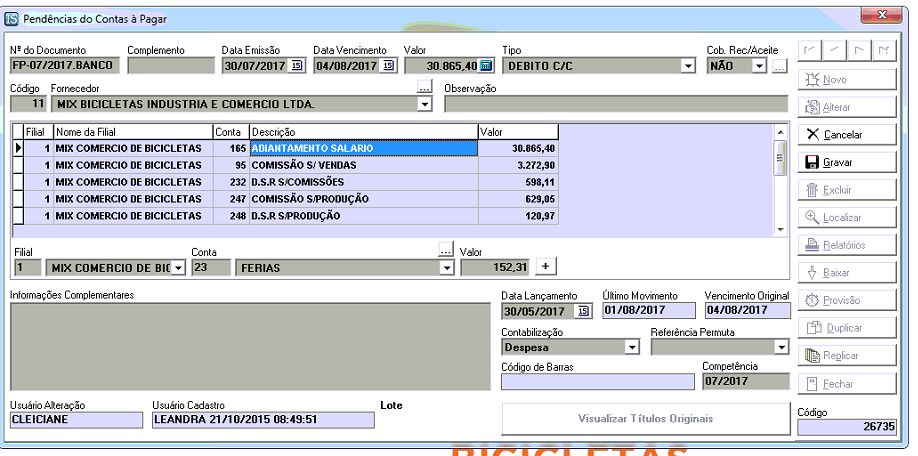 Pendências do Contas à Pagar
Nº do Documento Complemento Data Emissão Data Vencimento Valor Tipo Cob. Rec/Aceite
FP-07/2017.BANCO 30/07/2017 04/08/2017 30.865,40 DEBITO C/C NÃO ...
Código Fornecedor ... Observação
11 MIX BICICLETAS INDUSTRIA E COMERCIO LTDA.
Filial Nome da Filial Conta Descrição Valor
1 MIX COMERCIO DE BICICLETAS 165 ADIANTAMENTO SALARIO 30.865,40
1 MIX COMERCIO DE BICICLETAS 95 COMISSÃO S/ VENDAS 3.272,90
1 MIX COMERCIO DE BICICLETAS 232 D.S.R S/COMISSÕES 598,11
1 MIX COMERCIO DE BICICLETAS 247 COMISSÃO S/PRODUÇÃO 629,05
1 MIX COMERCIO DE BICICLETAS 248 D.S.R S/PRODUÇÃO 120,97
Filial Conta ... Valor
1 MIX COMERCIO DE BIC 23 FERIAS 152,31 +
Informações Complementares
Data Lançamento Último Movimento Vencimento Original
30/05/2017 01/08/2017 04/08/2017
Contabilização Referência Permuta
Despesa
Código de Barras Competência
07/2017
Usuário Alteração Usuário Cadastro Lote
CLEICIANE LEANDRA 21/10/2015 08:49:51
Visualizar Títulos Originais
Novo
Alterar
Cancelar
Gravar
Excluir
Localizar
Relatórios
Baixar
Provisão
Duplicar
Replicar
Fechar
Código
26735
BICICLETAS